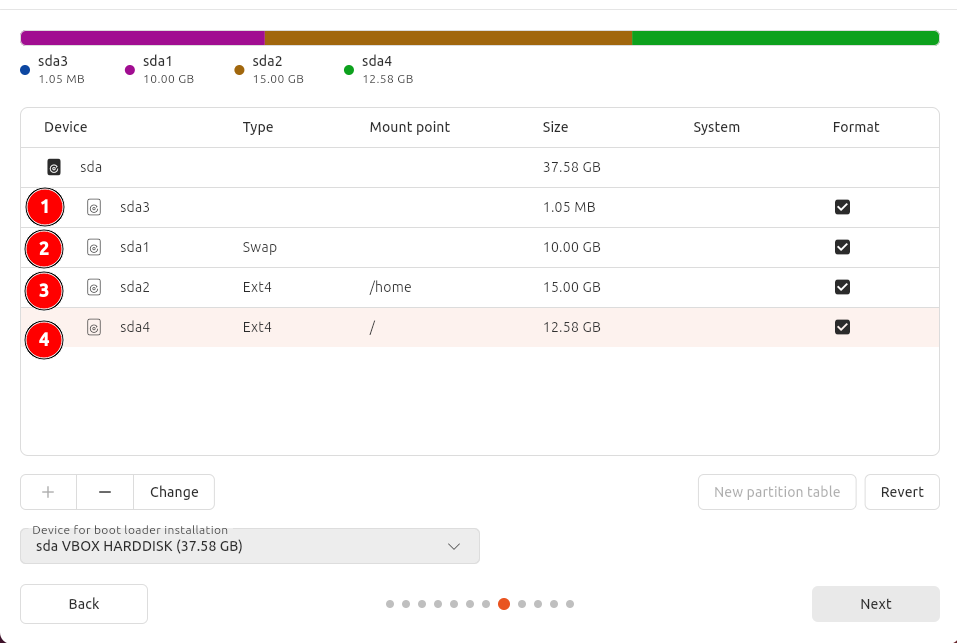 sda3 sda1 sda2 sda4
1.05 MB 10.00 GB 15.00 GB 12.58 GB
Device Type Mount point Size System Format
sda 37.58 GB
1 sda3 1.05 MB
2 sda1 Swap 10.00 GB
3 sda2 Ext4 /home 15.00 GB
4 sda4 Ext4 / 12.58 GB
+ − Change New partition table Revert
Device for boot loader installation
sda VBOX HARDDISK (37.58 GB)
Back Next